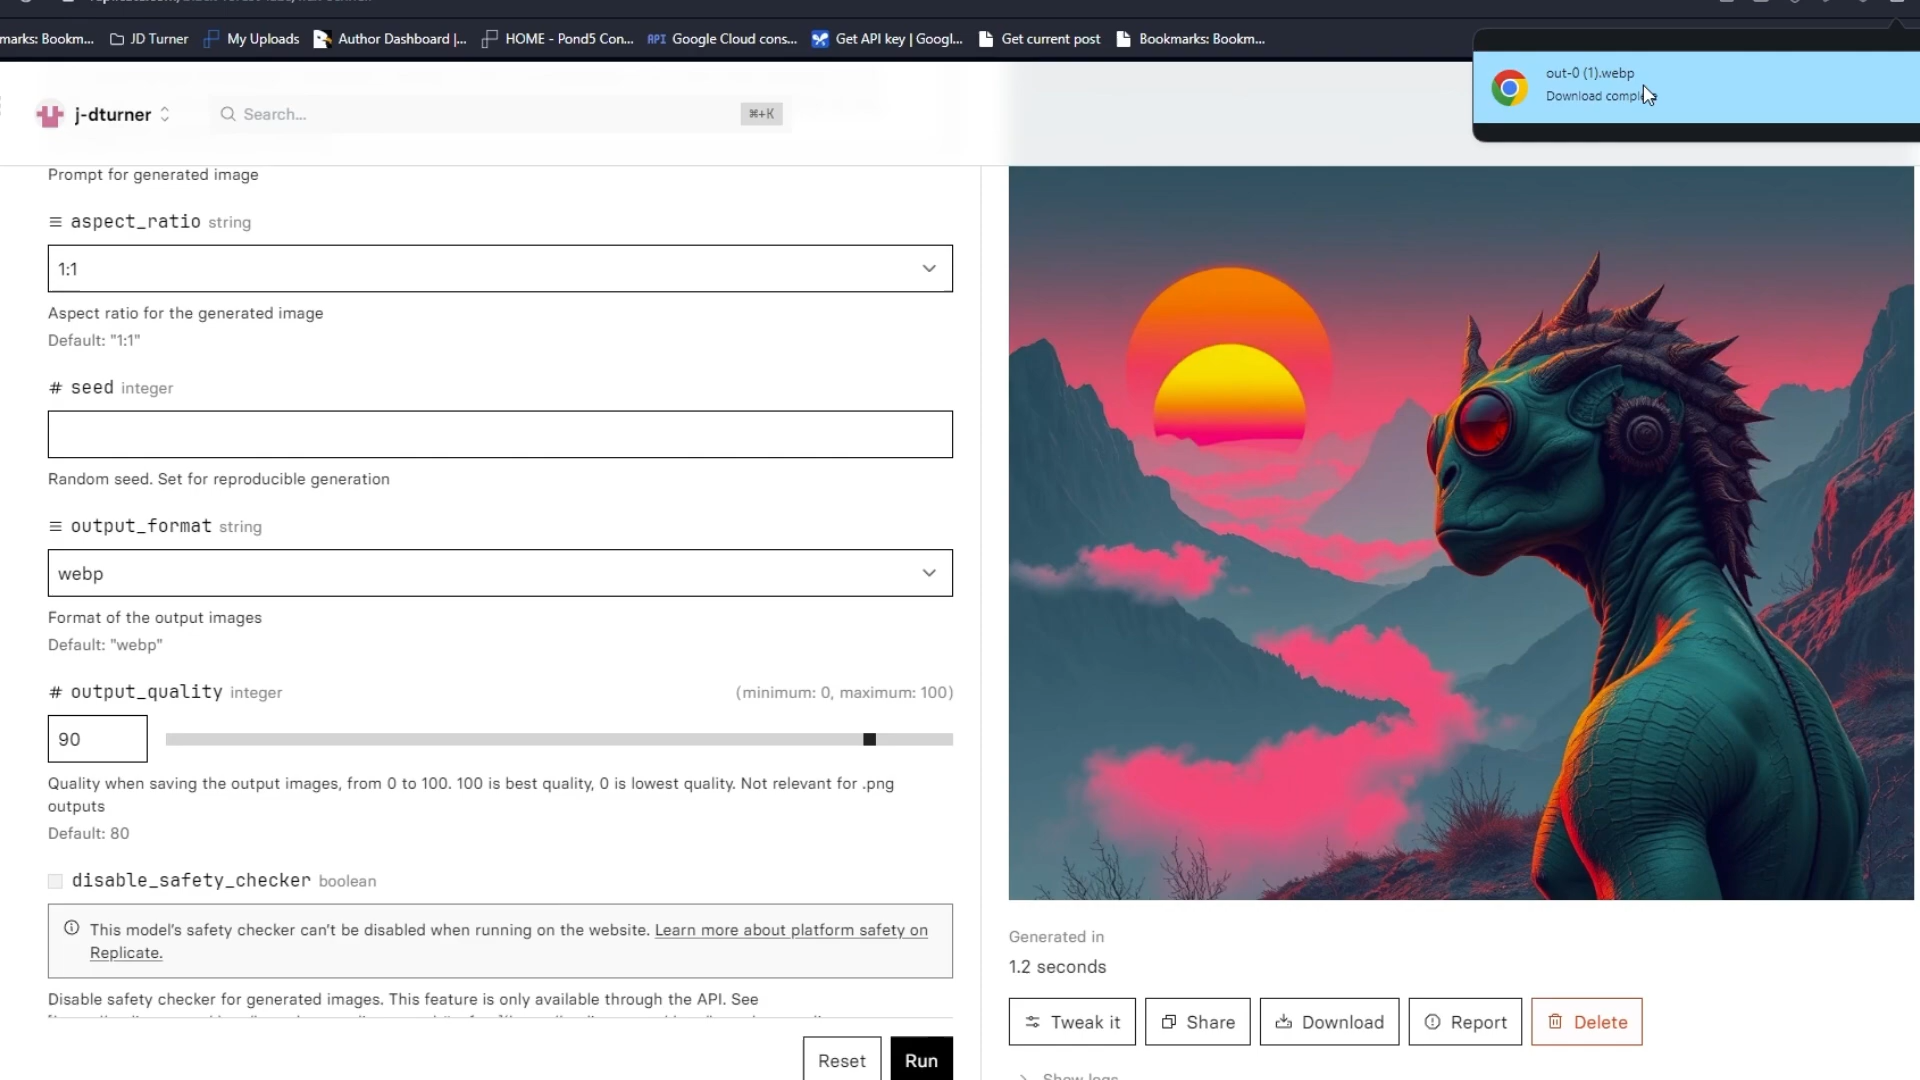 marks: Bookm...
JD Turner
My Uploads
Author Dashboard |...
HOME - Pond5 Con...
API Google Cloud cons...
Get API key | Googl...
Get current post
Bookmarks: Bookm...
out-0 (1).webp
Download complete
j-dturner
Search...
⌘+K
Prompt for generated image
aspect_ratio string
1:1
Aspect ratio for the generated image
Default: "1:1"
# seed integer
Random seed. Set for reproducible generation
output_format string
webp
Format of the output images
Default: "webp"
# output_quality integer
(minimum: 0, maximum: 100)
90
Quality when saving the output images, from 0 to 100. 100 is best quality, 0 is lowest quality. Not relevant for .png
outputs
Default: 80
disable_safety_checker boolean
This model's safety checker can't be disabled when running on the website. Learn more about platform safety on
Replicate.
Disable safety checker for generated images. This feature is only available through the API. See
Reset
Run
Generated in
1.2 seconds
Tweak it
Share
Download
Report
Delete
Show logs